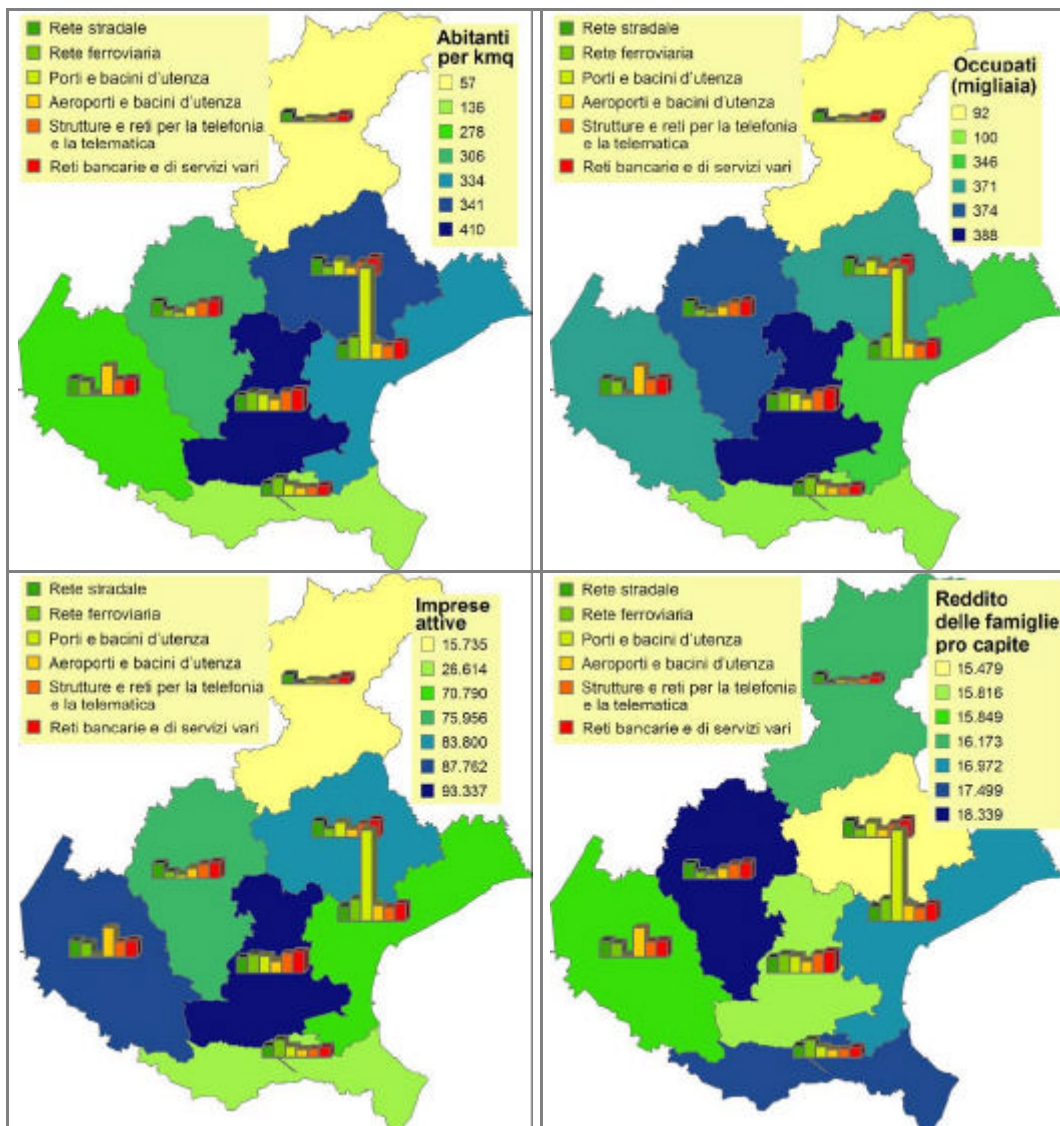 Rete stradale
Rete ferroviaria
Porti e bacini d'utenza
Aeroporti e bacini d'utenza
Strutture e reti per la telefonia
e la telematica
Reti bancarie e di servizi vari
Abitanti
per kmq
57
136
278
306
334
341
410
Rete stradale
Rete ferroviaria
Porti e bacini d'utenza
Aeroporti e bacini d'utenza
Strutture e reti per la telefonia
e la telematica
Reti bancarie e di servizi vari
Occupati
(migliaia)
92
100
346
371
374
388
Rete stradale
Rete ferroviaria
Porti e bacini d'utenza
Aeroporti e bacini d'utenza
Strutture e reti per la telefonia
e la telematica
Reti bancarie e di servizi vari
Imprese
attive
15.735
26.614
70.790
75.956
83.800
87.762
93.337
Rete stradale
Rete ferroviaria
Porti e bacini d'utenza
Aeroporti e bacini d'utenza
Strutture e reti per la telefonia
e la telematica
Reti bancarie e di servizi vari
Reddito
delle famiglie
pro capite
15.479
15.816
15.849
16.173
16.972
17.499
18.339